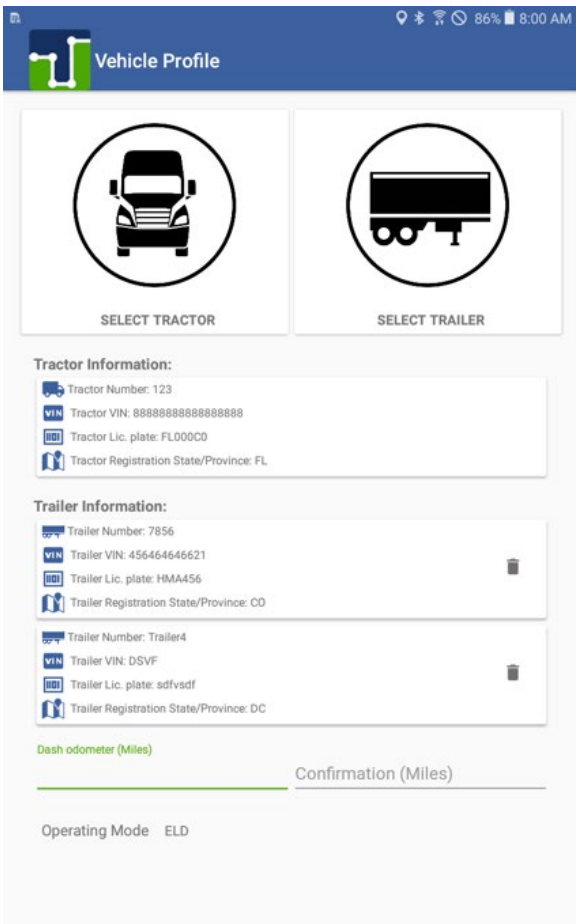 86% 8:00 AM
Vehicle Profile
SELECT TRACTOR
SELECT TRAILER
Tractor Information:
Tractor Number: 123
VIN Tractor VIN: 88888888888888888
Tractor Lic. plate: FL000C0
Tractor Registration State/Province: FL
Trailer Information:
Trailer Number: 7856
VIN Trailer VIN: 456464646621
Trailer Lic. plate: HMA456
Trailer Registration State/Province: CO
Trailer Number: Trailer4
VIN Trailer VIN: DSVF
Trailer Lic. plate: sdfvsdf
Trailer Registration State/Province: DC
Dash odometer (Miles)
Confirmation (Miles)
Operating Mode ELD